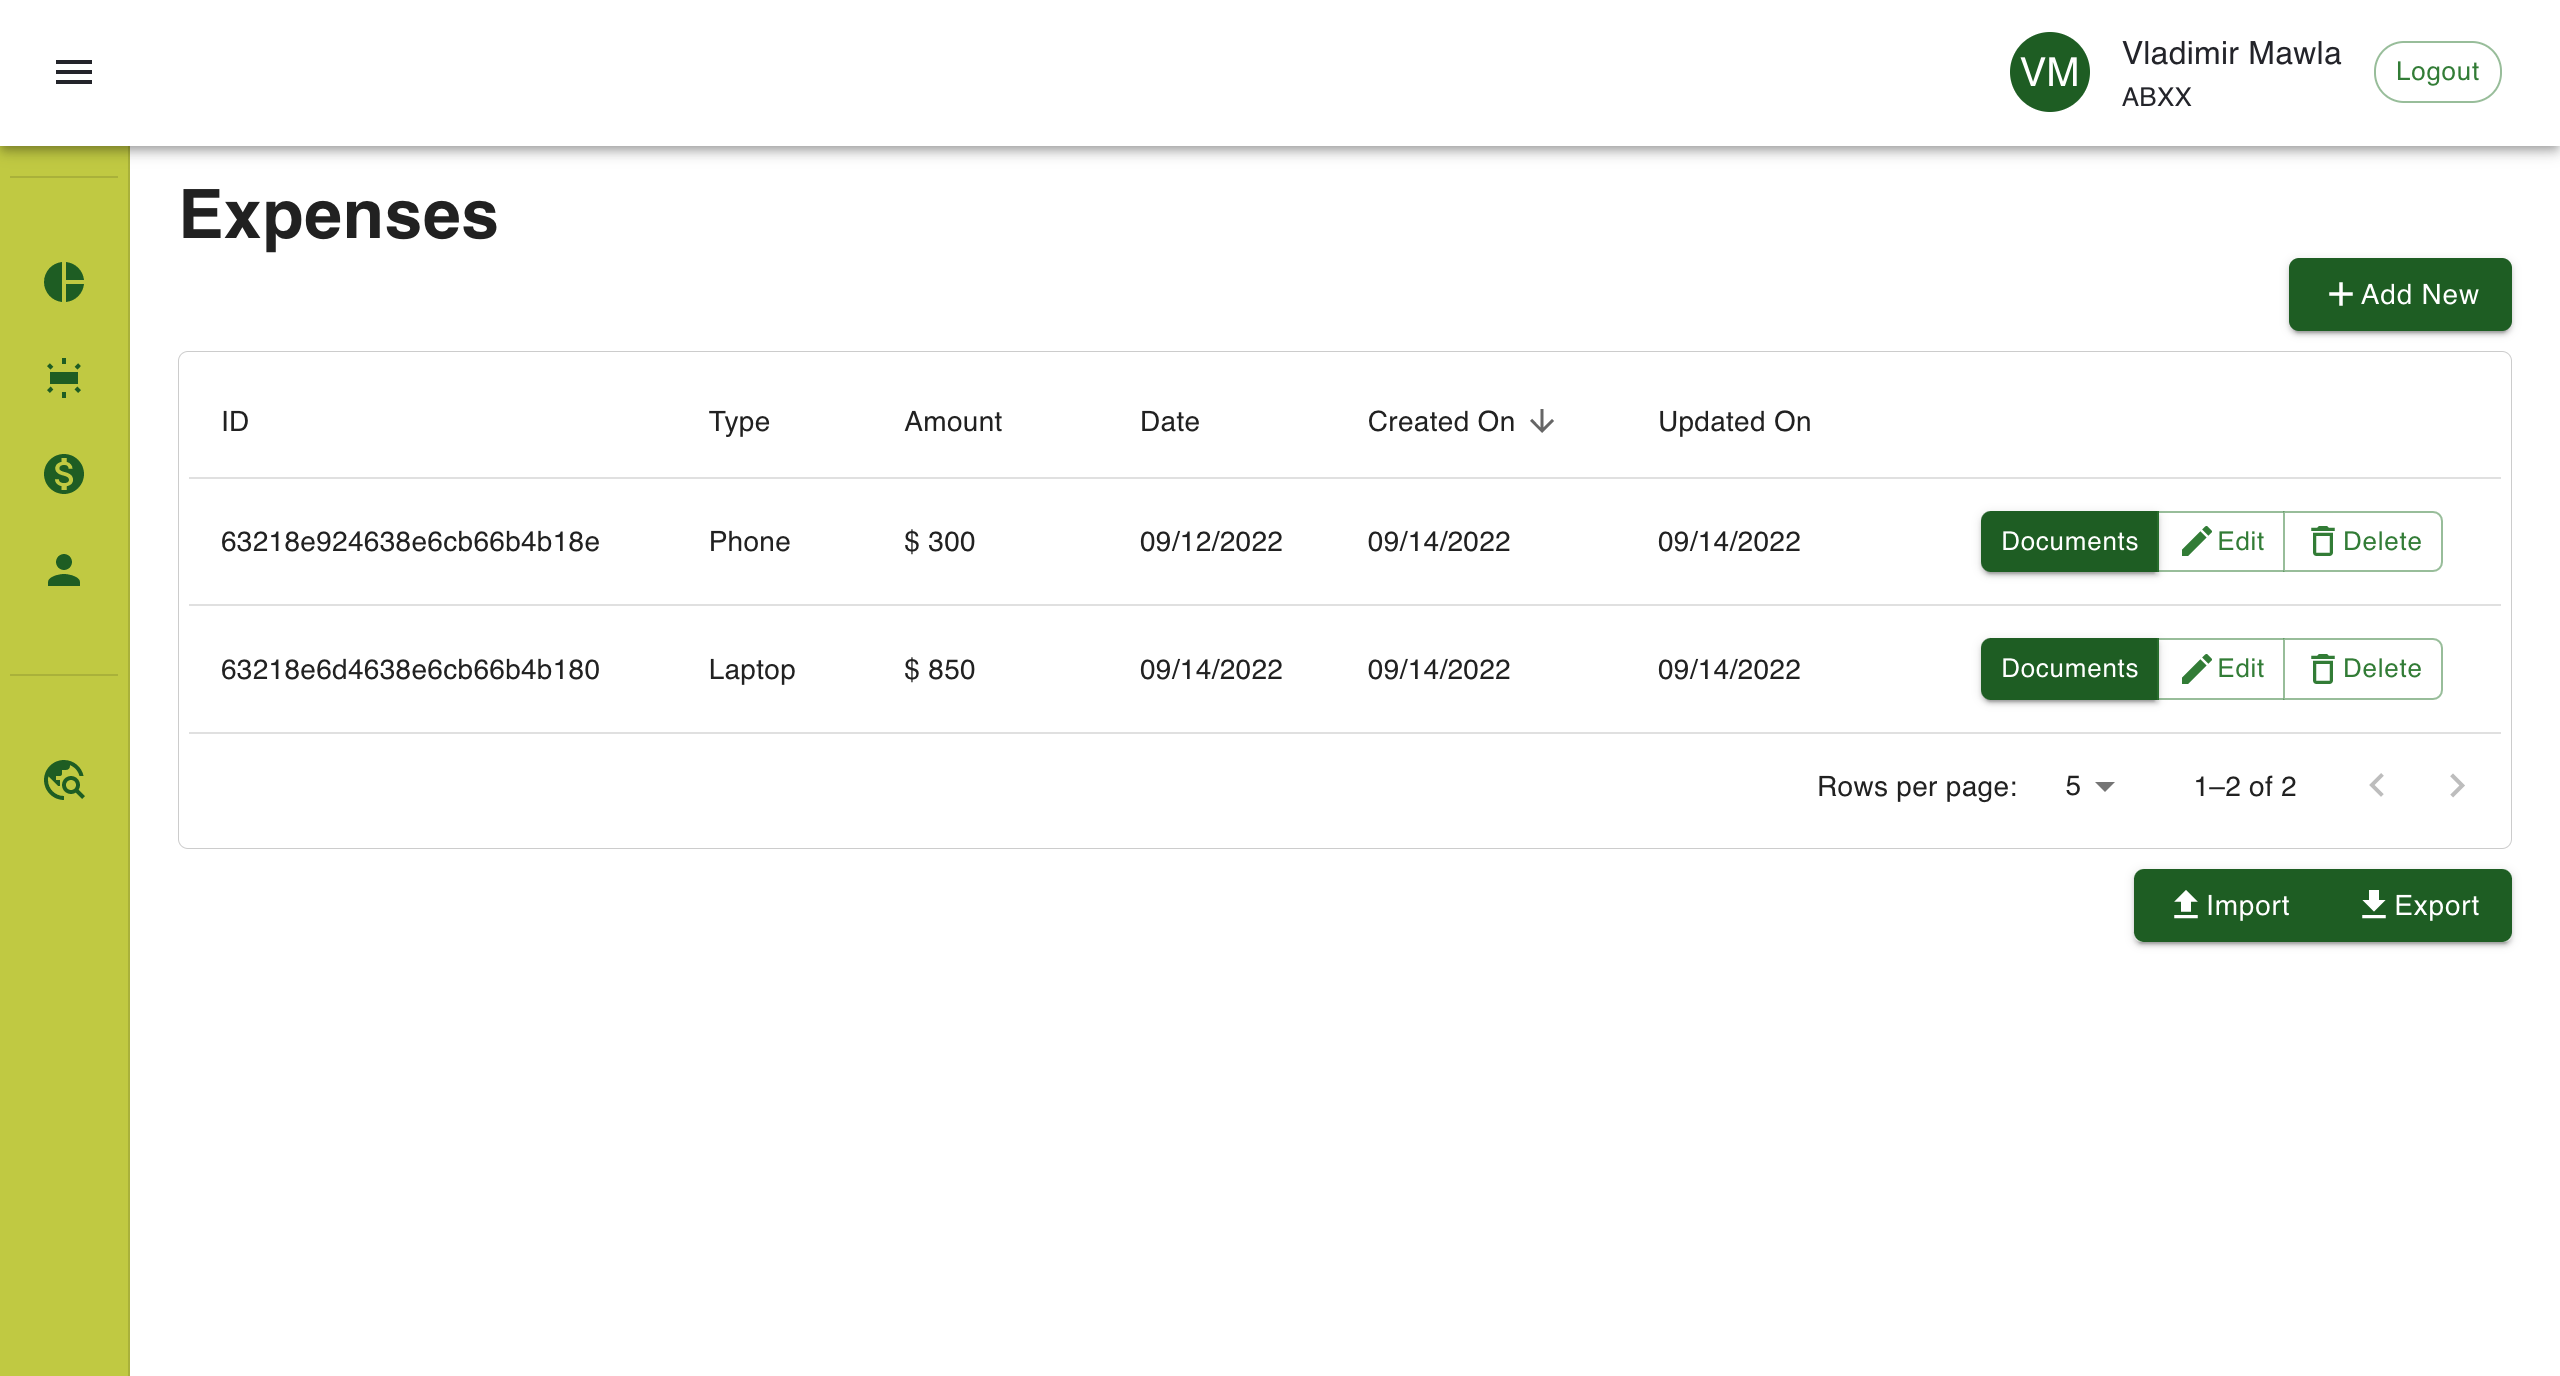 VM
Vladimir Mawla
ABXX
Logout
Expenses
Add New
ID Type Amount Date Created On Updated On
63218e924638e6cb66b4b18e Phone $ 300 09/12/2022 09/14/2022 09/14/2022 Documents Edit Delete
63218e6d4638e6cb66b4b180 Laptop $ 850 09/14/2022 09/14/2022 09/14/2022 Documents Edit Delete
Rows per page: 5 1–2 of 2
Import Export